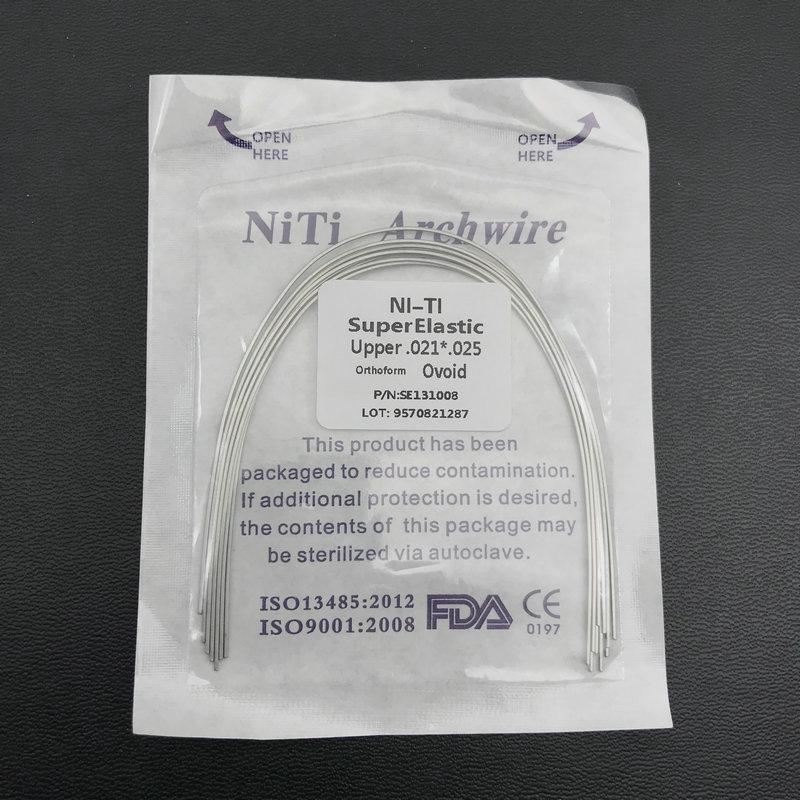 OPEN
HERE
OPEN
HERE
NiTi Archwire
NI-TI
SuperElastic
Upper .021*.025
Orthoform Ovoid
P/N:SE131008
LOT: 9570821287
This product has been
packaged to reduce contamination.
If additional protection is desired,
the contents of this package may
be sterilized via autoclave.
ISO13485:2012
ISO9001:2008
FDA
CE
0197